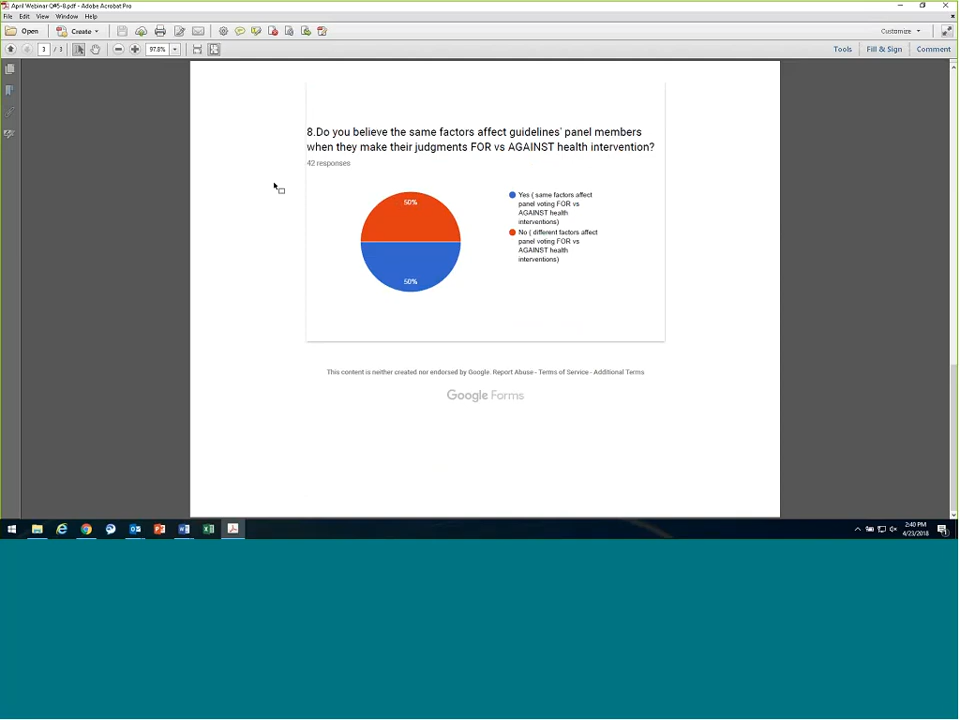 April Webinar Q#5-8.pdf - Adobe Acrobat Pro
File Edit View Window Help
Open Create Customize
3 / 3 97.8% Tools Fill & Sign Comment
8.Do you believe the same factors affect guidelines' panel members
when they make their judgments FOR vs AGAINST health intervention?
42 responses
50%
50%
Yes ( same factors affect
panel voting FOR vs
AGAINST health
interventions)
No ( different factors affect
panel voting FOR vs
AGAINST health
interventions)
This content is neither created nor endorsed by Google. Report Abuse - Terms of Service - Additional Terms
Google Forms
2:40 PM
4/23/2018